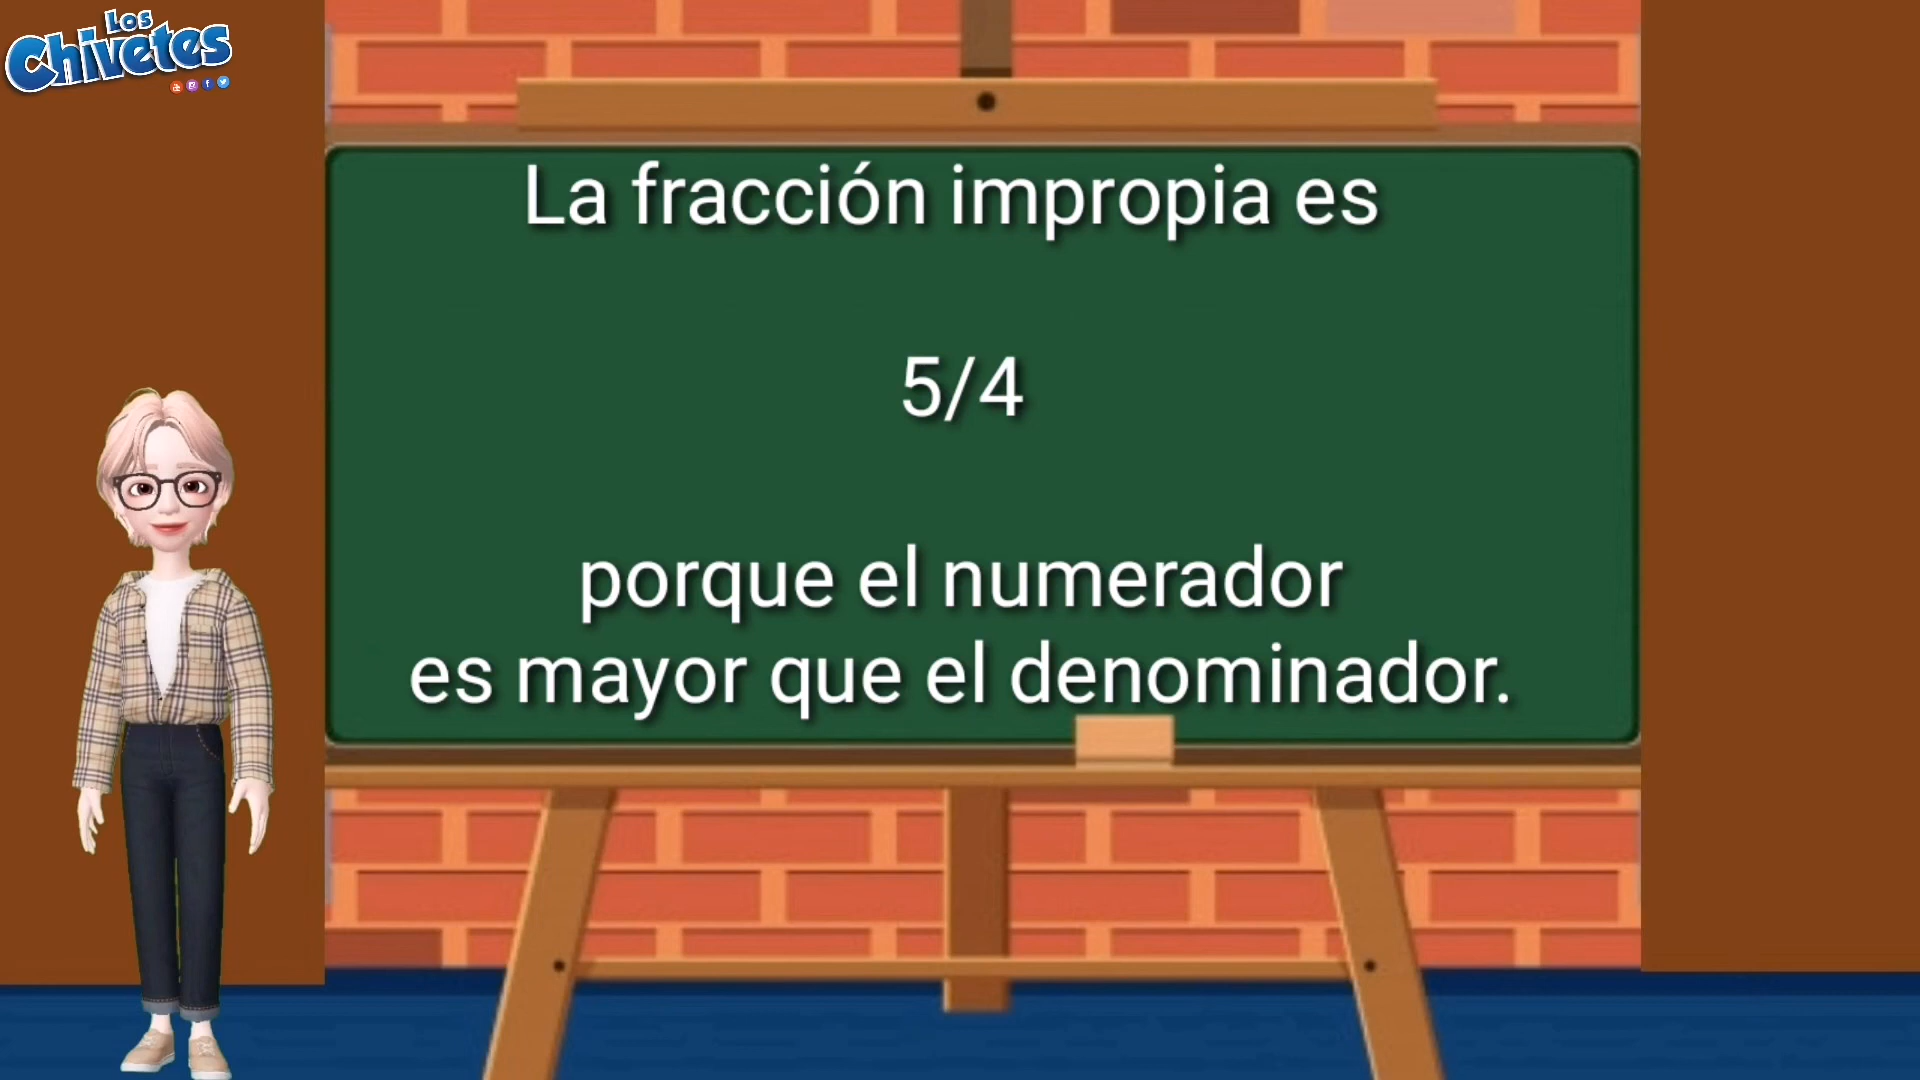 Los
Chivetes
La fracción impropia es
5/4
porque el numerador
es mayor que el denominador.